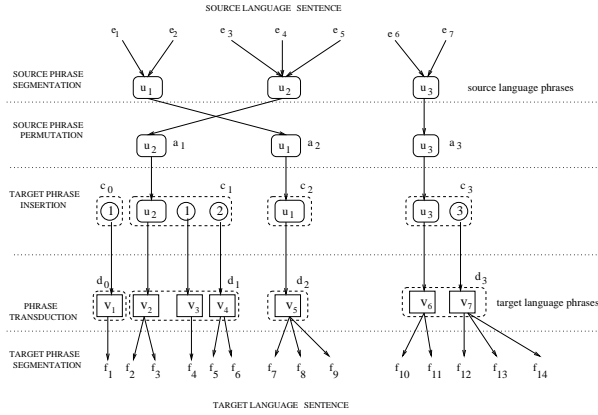 SOURCE LANGUAGE SENTENCE
e1 e2 e3 e4 e5 e6 e7
SOURCE PHRASE
SEGMENTATION
u1 u2 u3 source language phrases
SOURCE PHRASE
PERMUTATION
u2 a1 u1 a2 u3 a3
TARGET PHRASE
INSERTION
c0 c1 c2 c3
1 u2 1 2 u1 u3 3
d0 d1 d2 d3
PHRASE
TRANSDUCTION
v1 v2 v3 v4 v5 v6 v7 target language phrases
TARGET PHRASE
SEGMENTATION
f1 f2 f3 f4 f5 f6 f7 f8 f9 f10 f11 f12 f13 f14
TARGET LANGUAGE SENTENCE